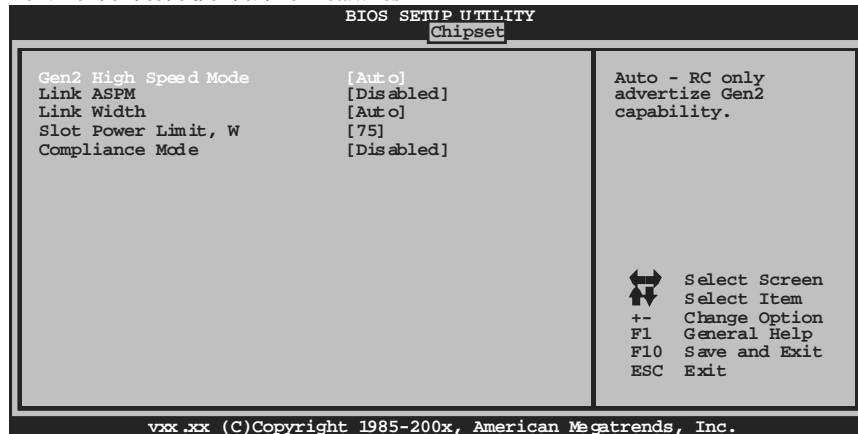 BIOS SETUP UTILITY
Chipset
Gen2 High Speed Mode [Auto]
Link ASPM [Disabled]
Link Width [Auto]
Slot Power Limit, W [75]
Compliance Mode [Disabled]
Auto - RC only
advertize Gen2
capability.
Select Screen
Select Item
+- Change Option
F1 General Help
F10 Save and Exit
ESC Exit
vxx.xx (C)Copyright 1985-200x, American Megatrends, Inc.